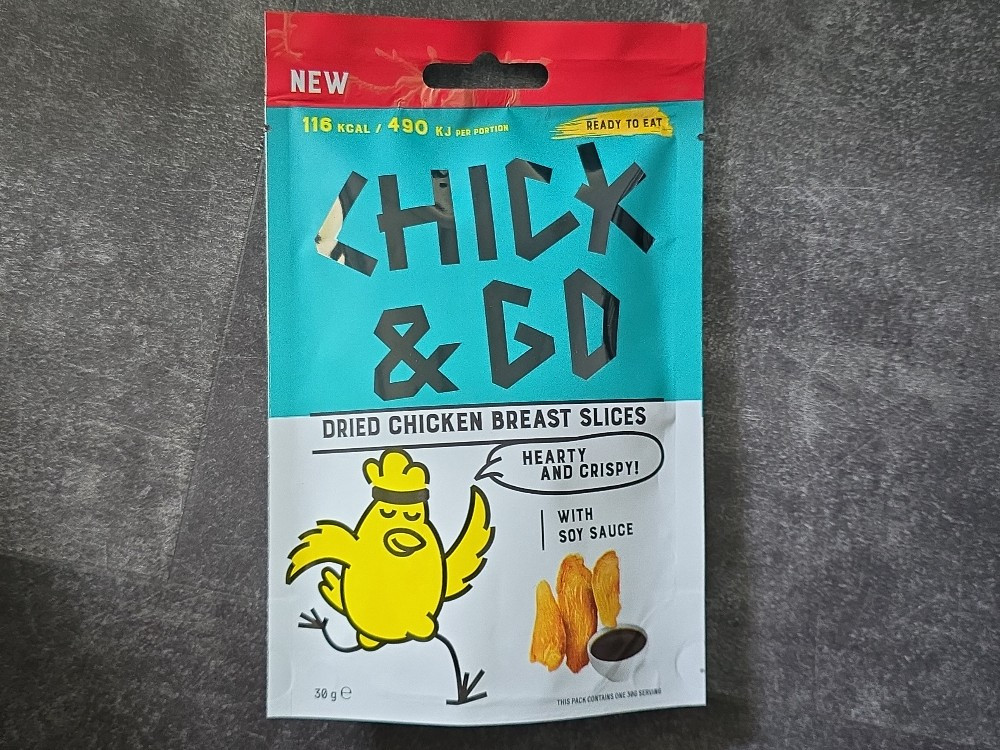 NEW
116 KCAL / 490 KJ PER PORTION
READY TO EAT
CHICK
& GO
DRIED CHICKEN BREAST SLICES
HEARTY
AND CRISPY!
WITH
SOY SAUCE
30 g ℮
THIS PACK CONTAINS ONE 30G SERVING